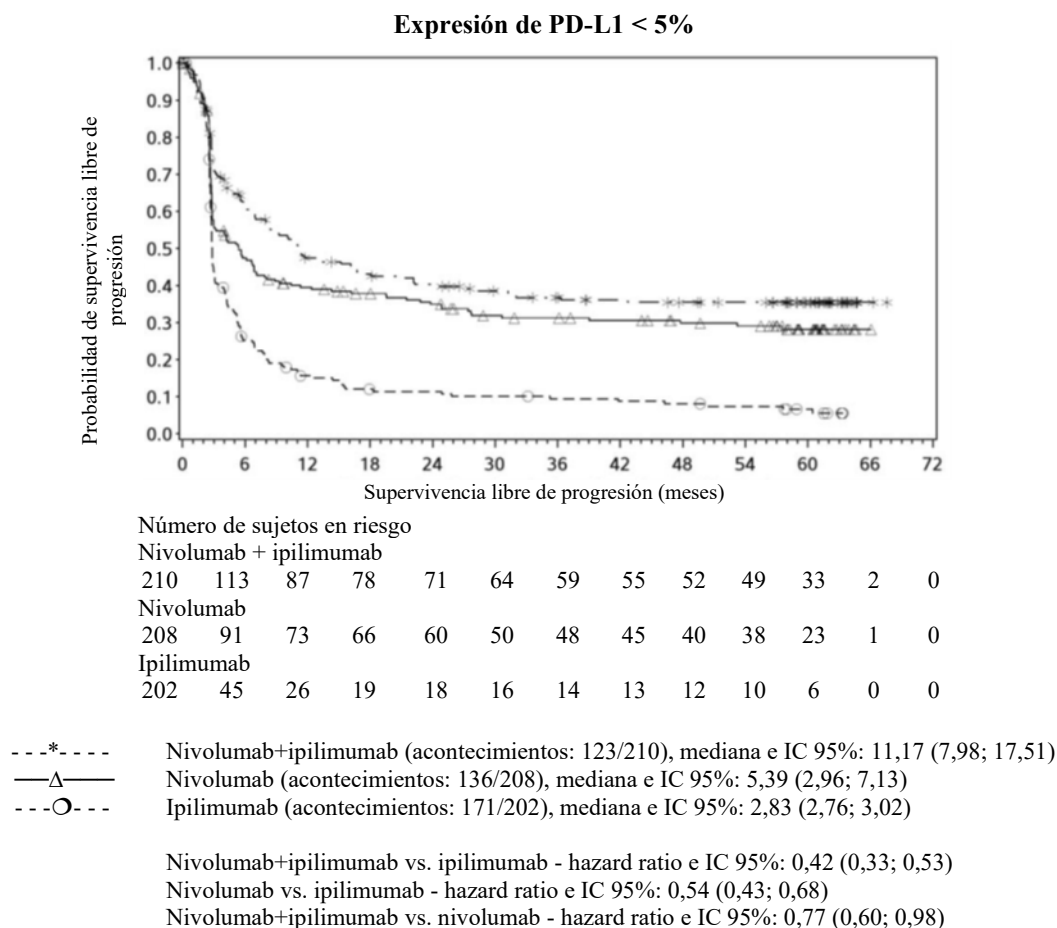 Expresión de PD-L1 < 5%
Probabilidad de supervivencia libre de
progresión
1.0
0.9
0.8
0.7
0.6
0.5
0.4
0.3
0.2
0.1
0.0
0 6 12 18 24 30 36 42 48 54 60 66 72
Supervivencia libre de progresión (meses)
Número de sujetos en riesgo
Nivolumab + ipilimumab
210 113 87 78 71 64 59 55 52 49 33 2 0
Nivolumab
208 91 73 66 60 50 48 45 40 38 23 1 0
Ipilimumab
202 45 26 19 18 16 14 13 12 10 6 0 0
- - -*- - - - Nivolumab+ipilimumab (acontecimientos: 123/210), mediana e IC 95%: 11,17 (7,98; 17,51)
——Δ—— Nivolumab (acontecimientos: 136/208), mediana e IC 95%: 5,39 (2,96; 7,13)
- - -❍- - - Ipilimumab (acontecimientos: 171/202), mediana e IC 95%: 2,83 (2,76; 3,02)
Nivolumab+ipilimumab vs. ipilimumab - hazard ratio e IC 95%: 0,42 (0,33; 0,53)
Nivolumab vs. ipilimumab - hazard ratio e IC 95%: 0,54 (0,43; 0,68)
Nivolumab+ipilimumab vs. nivolumab - hazard ratio e IC 95%: 0,77 (0,60; 0,98)